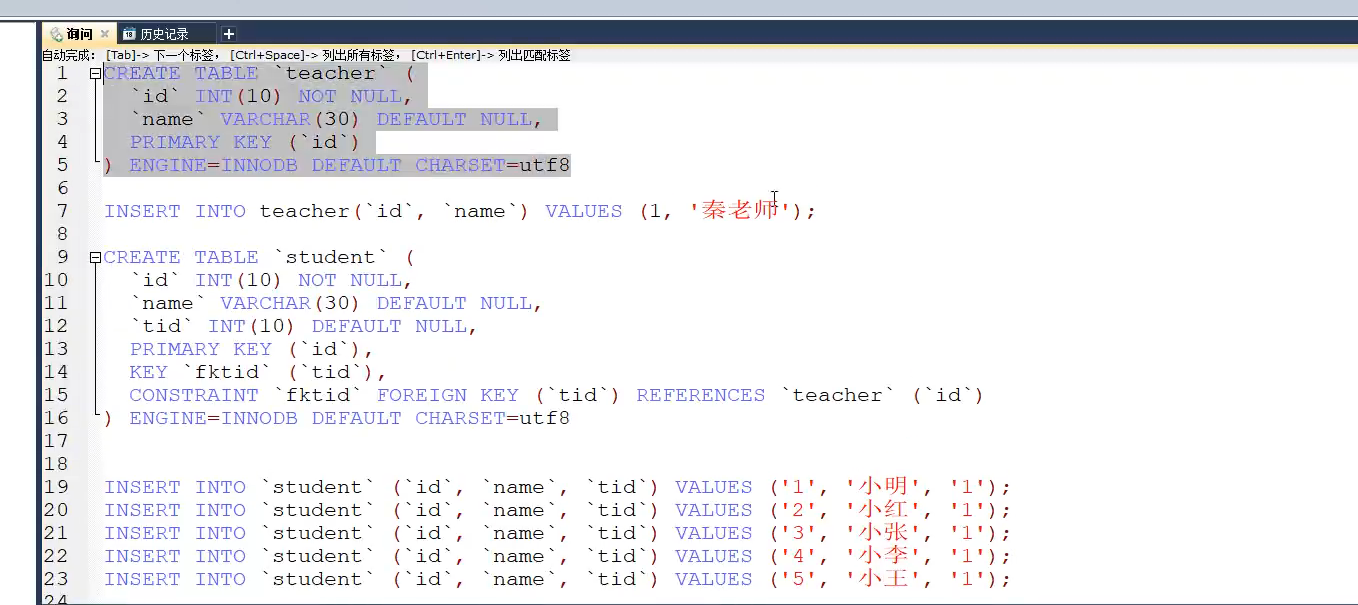 询问 历史记录
自动完成： [Tab]-> 下一个标签， [Ctrl+Space]-> 列出所有标签， [Ctrl+Enter]-> 列出匹配标签
1 CREATE TABLE `teacher` (
2 `id` INT(10) NOT NULL,
3 `name` VARCHAR(30) DEFAULT NULL,
4 PRIMARY KEY (`id`)
5 ) ENGINE=INNODB DEFAULT CHARSET=utf8
6
7 INSERT INTO teacher(`id`, `name`) VALUES (1, '秦老师');
8
9 CREATE TABLE `student` (
10 `id` INT(10) NOT NULL,
11 `name` VARCHAR(30) DEFAULT NULL,
12 `tid` INT(10) DEFAULT NULL,
13 PRIMARY KEY (`id`),
14 KEY `fktid` (`tid`),
15 CONSTRAINT `fktid` FOREIGN KEY (`tid`) REFERENCES `teacher` (`id`)
16 ) ENGINE=INNODB DEFAULT CHARSET=utf8
17
18
19 INSERT INTO `student` (`id`, `name`, `tid`) VALUES ('1', '小明', '1');
20 INSERT INTO `student` (`id`, `name`, `tid`) VALUES ('2', '小红', '1');
21 INSERT INTO `student` (`id`, `name`, `tid`) VALUES ('3', '小张', '1');
22 INSERT INTO `student` (`id`, `name`, `tid`) VALUES ('4', '小李', '1');
23 INSERT INTO `student` (`id`, `name`, `tid`) VALUES ('5', '小王', '1');
24